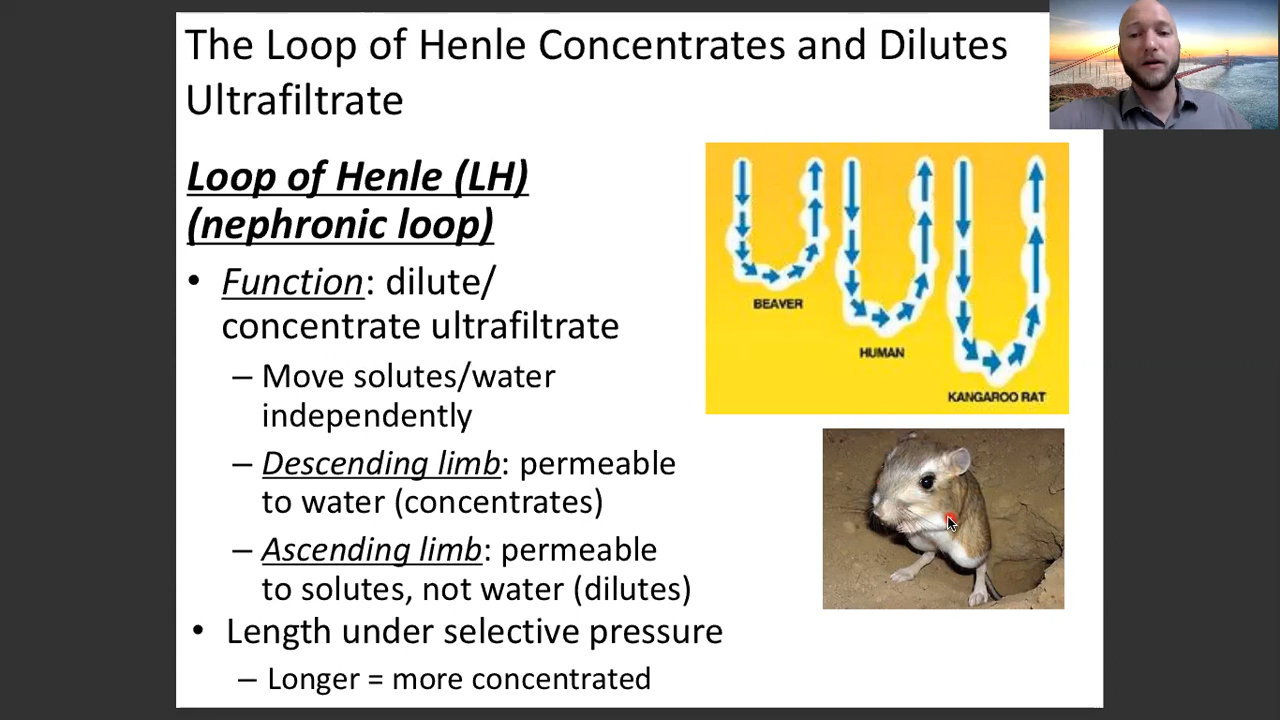 The Loop of Henle Concentrates and Dilutes
Ultrafiltrate
Loop of Henle (LH)
(nephronic loop)
• Function: dilute/
concentrate ultrafiltrate
– Move solutes/water
independently
– Descending limb: permeable
to water (concentrates)
– Ascending limb: permeable
to solutes, not water (dilutes)
• Length under selective pressure
– Longer = more concentrated
BEAVER
HUMAN
KANGAROO RAT